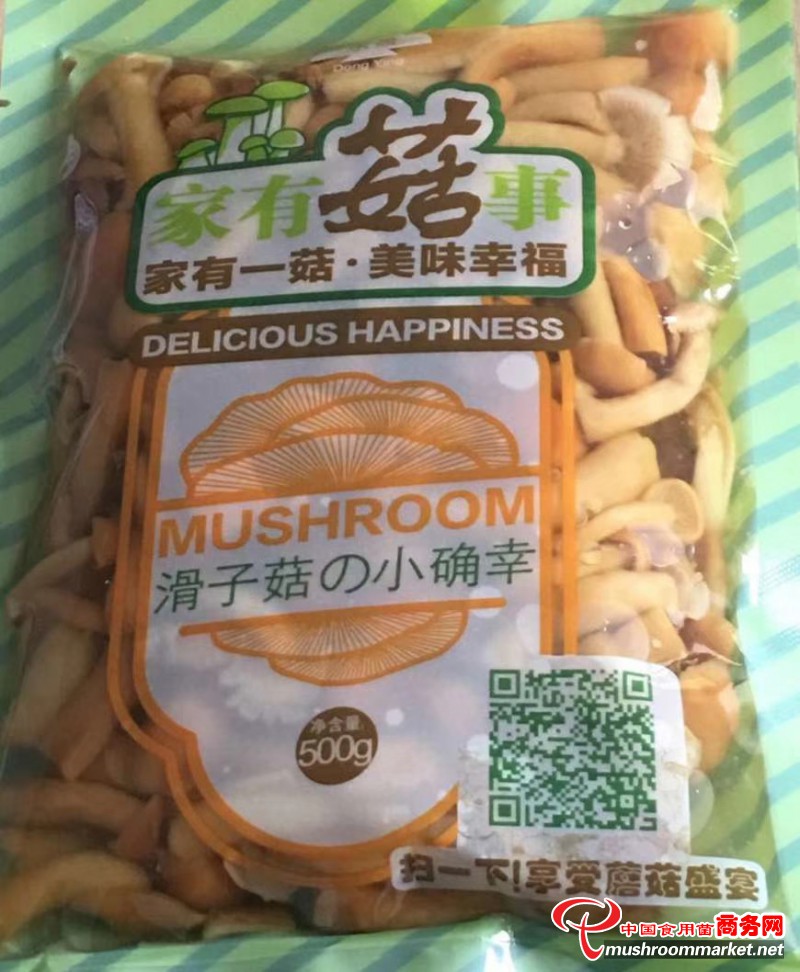 Dong Ying
家有菇事
家有一菇·美味幸福
DELICIOUS HAPPINESS
MUSHROOM
滑子菇の小确幸
净含量:
500g
扫一下!享受蘑菇盛宴
中国食用菌商务网
mushroommarket.net